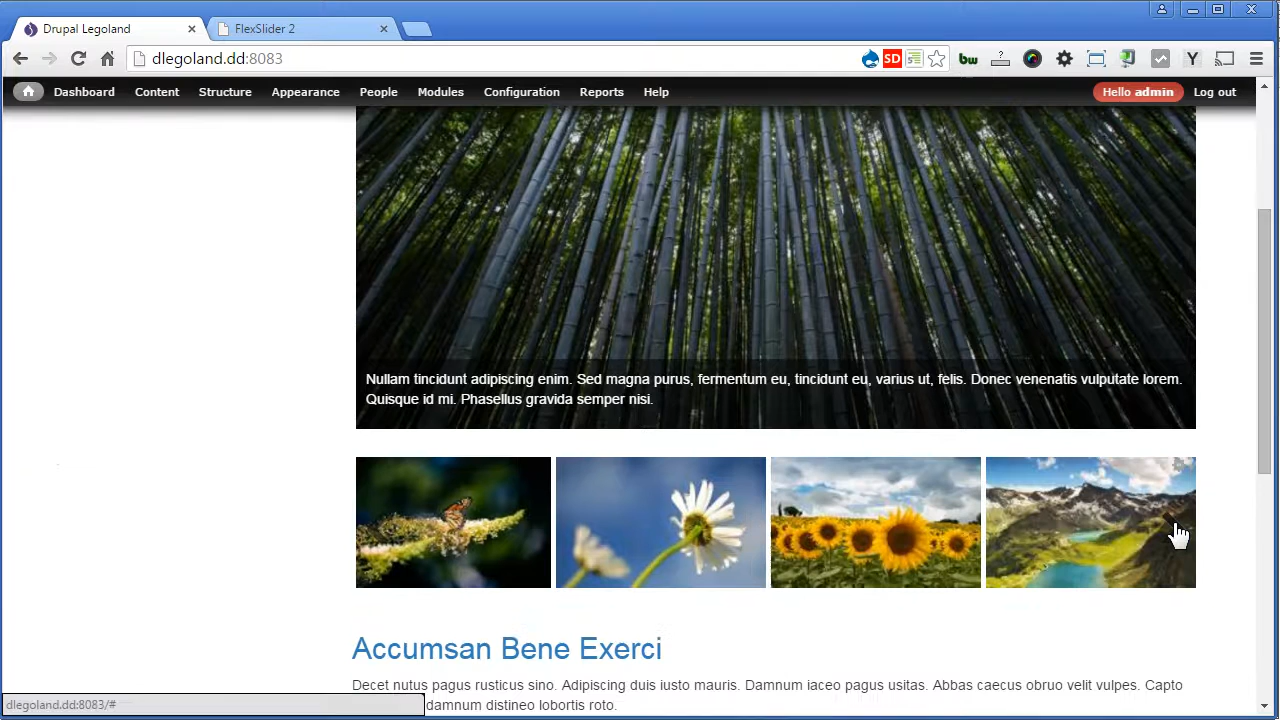 Drupal Legoland
FlexSlider 2
dlegoland.dd:8083
SD
bw
Y
Dashboard Content Structure Appearance People Modules Configuration Reports Help
Hello admin Log out
Nullam tincidunt adipiscing enim. Sed magna purus, fermentum eu, tincidunt eu, varius ut, felis. Donec venenatis vulputate lorem.
Quisque id mi. Phasellus gravida semper nisi.
Accumsan Bene Exerci
Decet nutus pagus rusticus sino. Adipiscing duis iusto mauris. Damnum iaceo pagus usitas. Abbas caecus obruo velit vulpes. Capto
damnum distineo lobortis roto.
dlegoland.dd:8083/#